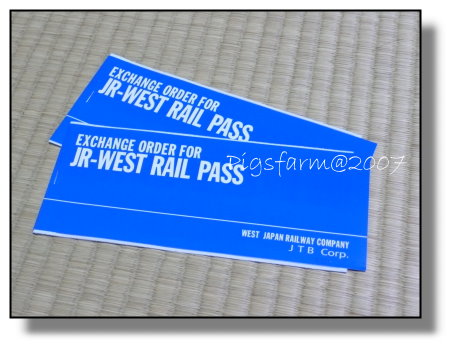 EXCHANGE ORDER FOR
JR-WEST RAIL PASS
EXCHANGE ORDER FOR
JR-WEST RAIL PASS
Pigsfarm@2007
WEST JAPAN RAILWAY COMPANY
JTB Corp.